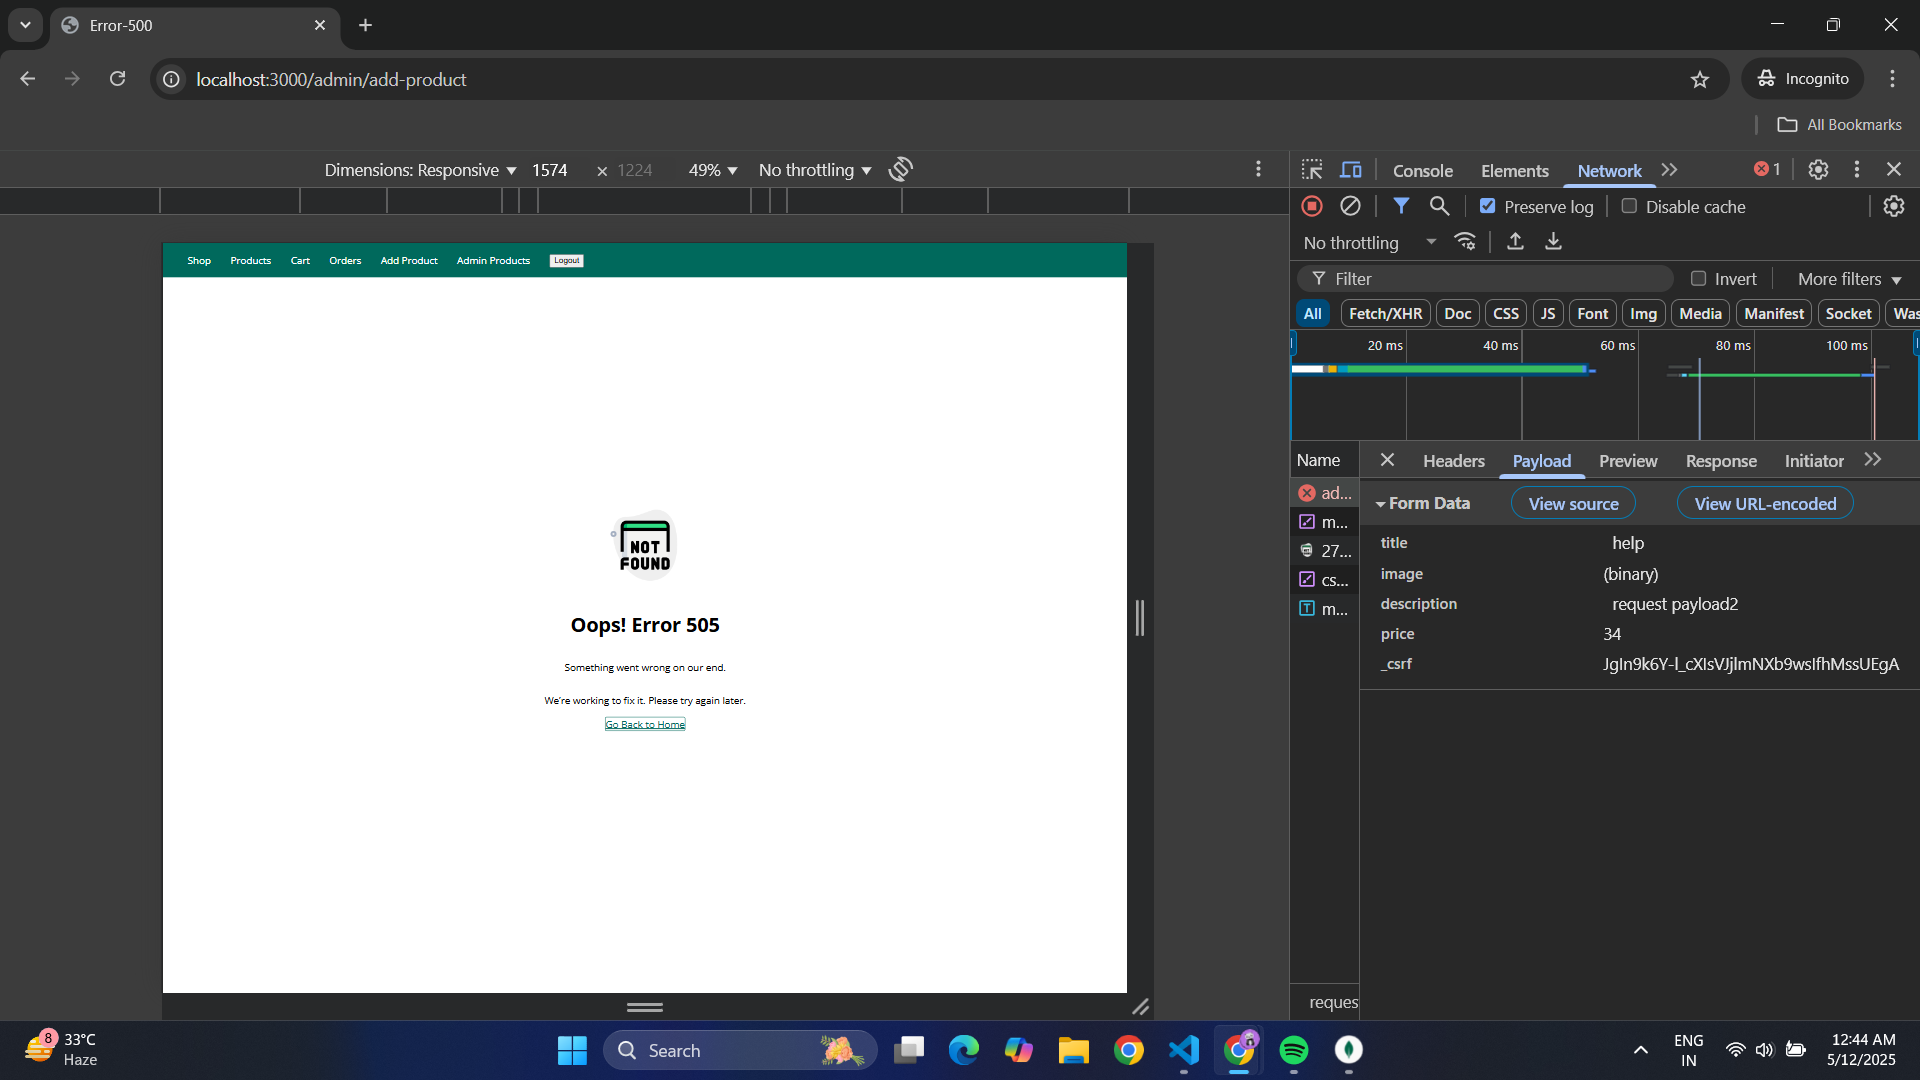 Error-500
localhost:3000/admin/add-product
Incognito
All Bookmarks
Dimensions: Responsive 1574 × 1224 49% No throttling
Console Elements Network 1
Preserve log Disable cache
No throttling
Filter Invert More filters
All Fetch/XHR Doc CSS JS Font Img Media Manifest Socket Was
20 ms 40 ms 60 ms 80 ms 100 ms
Name Headers Payload Preview Response Initiator
ad...
m...
27...
cs...
m...
Form Data View source View URL-encoded
title help
image (binary)
description request payload2
price 34
_csrf JgIn9k6Y-l_cXIsVJjlmNXb9wsIfhMssUEgA
reques
Shop Products Cart Orders Add Product Admin Products Logout
NOT
FOUND
Oops! Error 505
Something went wrong on our end.
We're working to fix it. Please try again later.
Go Back to Home
8
33°C
Haze
Search
ENG
IN
12:44 AM
5/12/2025